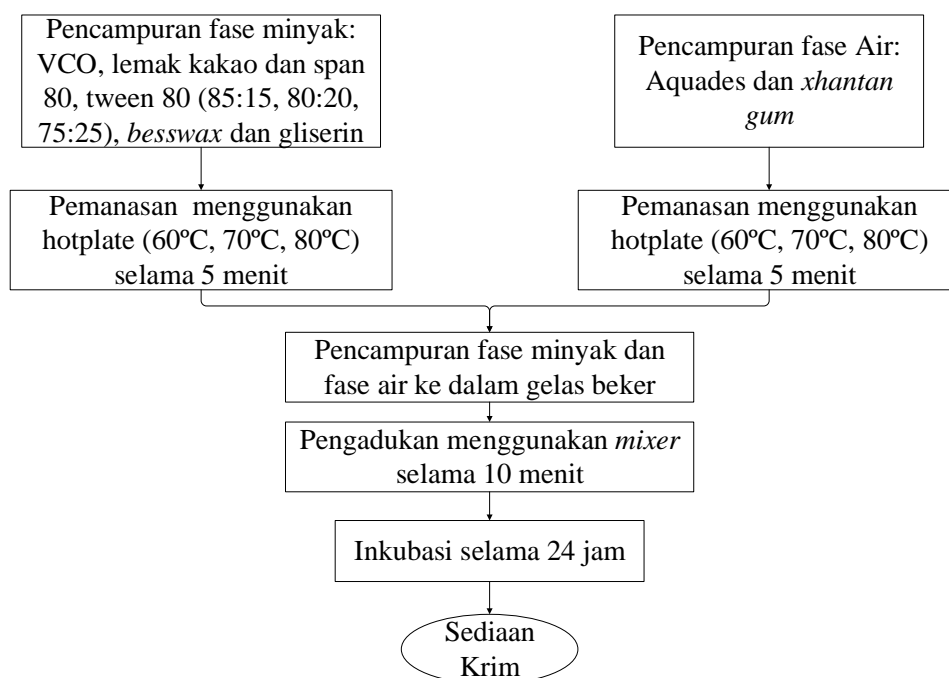 Pencampuran fase minyak:
VCO, lemak kakao dan span
80, tween 80 (85:15, 80:20,
75:25), besswax dan gliserin
Pencampuran fase Air:
Aquades dan xhantan
gum
Pemanasan menggunakan
hotplate (60ºC, 70ºC, 80ºC)
selama 5 menit
Pemanasan menggunakan
hotplate (60ºC, 70ºC, 80ºC)
selama 5 menit
Pencampuran fase minyak dan
fase air ke dalam gelas beker
Pengadukan menggunakan mixer
selama 10 menit
Inkubasi selama 24 jam
Sediaan
Krim